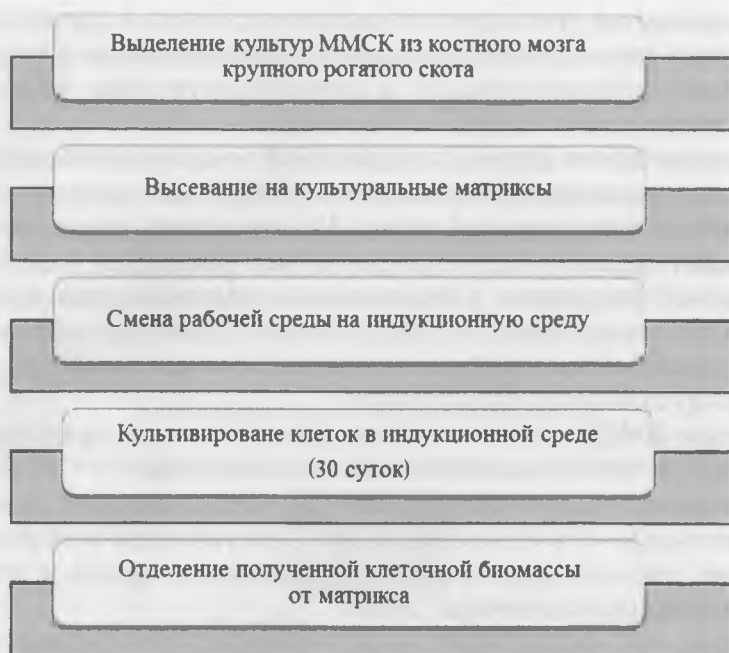 Выделение культур ММСК из костного мозга
крупного рогатого скота
Высевание на культуральные матриксы
Смена рабочей среды на индукционную среду
Культивироване клеток в индукционной среде
(30 суток)
Отделение полученной клеточной биомассы
от матрикса